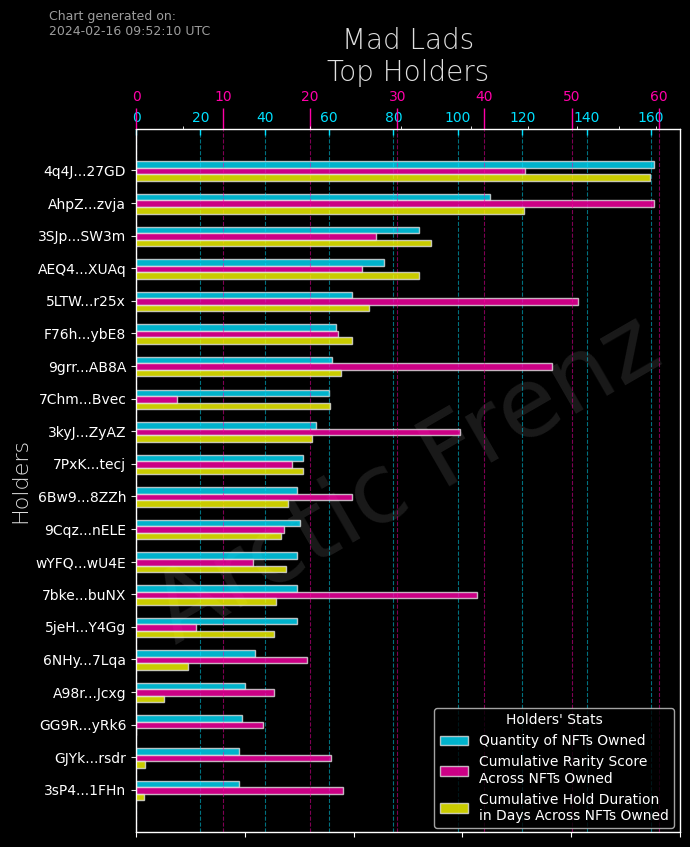 Chart generated on:
2024-02-16 09:52:10 UTC
Mad Lads
Top Holders
0 10 20 30 40 50 60
0 20 40 60 80 100 120 140 160
Holders
4q4J...27GD
AhpZ...zvja
3SJp...SW3m
AEQ4...XUAq
5LTW...r25x
F76h...ybE8
9grr...AB8A
7Chm...Bvec
3kyJ...ZyAZ
7PxK...tecj
6Bw9...8ZZh
9Cqz...nELE
wYFQ...wU4E
7bke...buNX
5jeH...Y4Gg
6NHy...7Lqa
A98r...Jcxg
GG9R...yRk6
GJYk...rsdr
3sP4...1FHn
Arctic Frenz
Holders' Stats
Quantity of NFTs Owned
Cumulative Rarity Score
Across NFTs Owned
Cumulative Hold Duration
in Days Across NFTs Owned